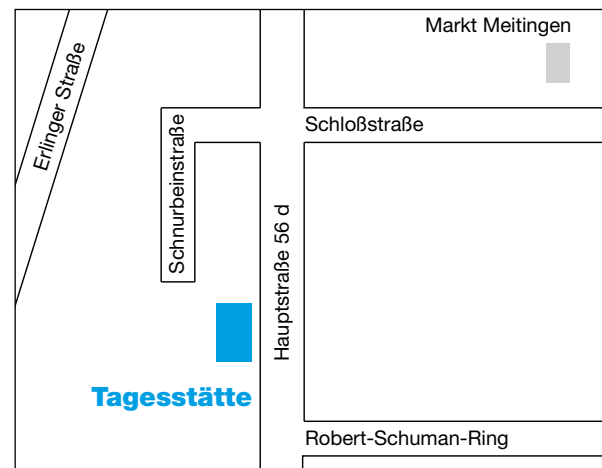 Markt Meitingen
Erlinger Straße
Schloßstraße
Schnurbeinstraße
Hauptstraße 56 d
Tagesstätte
Robert-Schuman-Ring